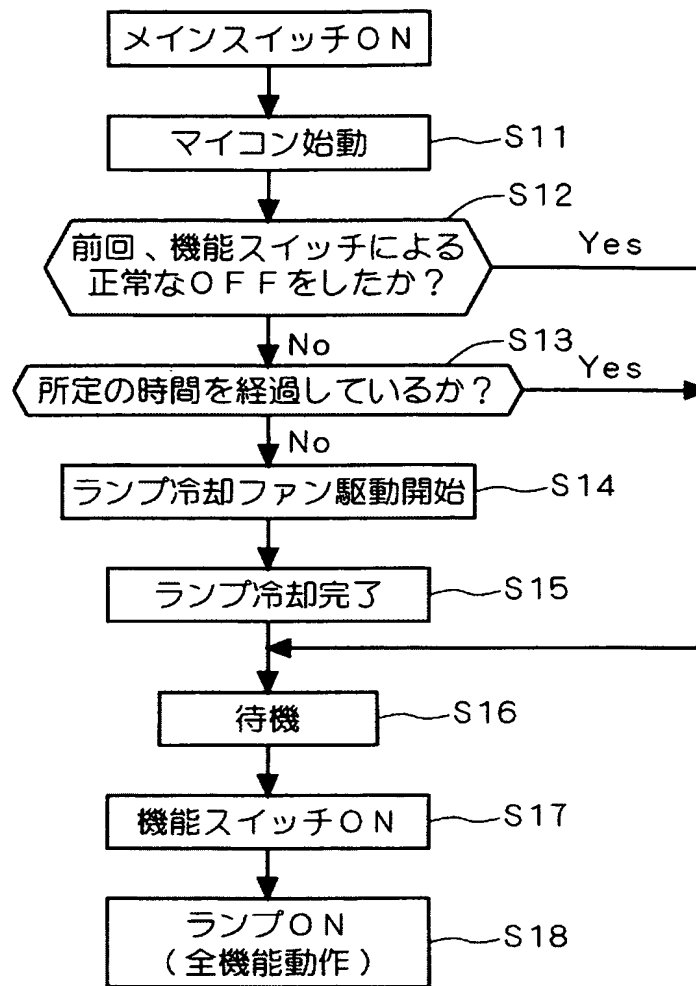 メインスイッチＯＮ
マイコン始動
S11
S12
前回、機能スイッチによる
正常なＯＦＦをしたか？
Yes
No
S13
所定の時間を経過しているか？
Yes
No
ランプ冷却ファン駆動開始
S14
ランプ冷却完了
S15
待機
S16
機能スイッチＯＮ
S17
ランプＯＮ
（全機能動作）
S18